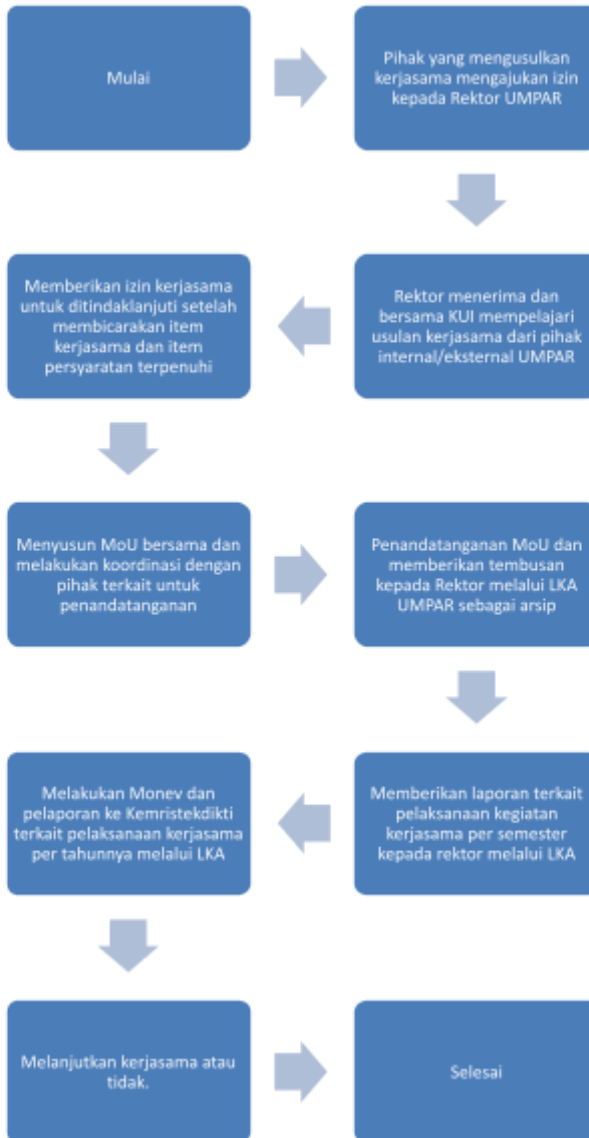 Mulai
Pihak yang mengusulkan
kerjasama mengajukan izin
kepada Rektor UMPAR
Rektor menerima dan
bersama KUI mempelajari
usulan kerjasama dari pihak
internal/eksternal UMPAR
Memberikan izin kerjasama
untuk ditindaklanjuti setelah
membicarakan item
kerjasama dan item
persyaratan terpenuhi
Menyusun MoU bersama dan
melakukan koordinasi dengan
pihak terkait untuk
penandatanganan
Penandatanganan MoU dan
memberikan tembusan
kepada Rektor melalui LKA
UMPAR sebagai arsip
Memberikan laporan terkait
pelaksanaan kegiatan
kerjasama per semester
kepada rektor melalui LKA
Melakukan Monev dan
pelaporan ke Kemristekdikti
terkait pelaksanaan kerjasama
per tahunnya melalui LKA
Melanjutkan kerjasama atau
tidak.
Selesai